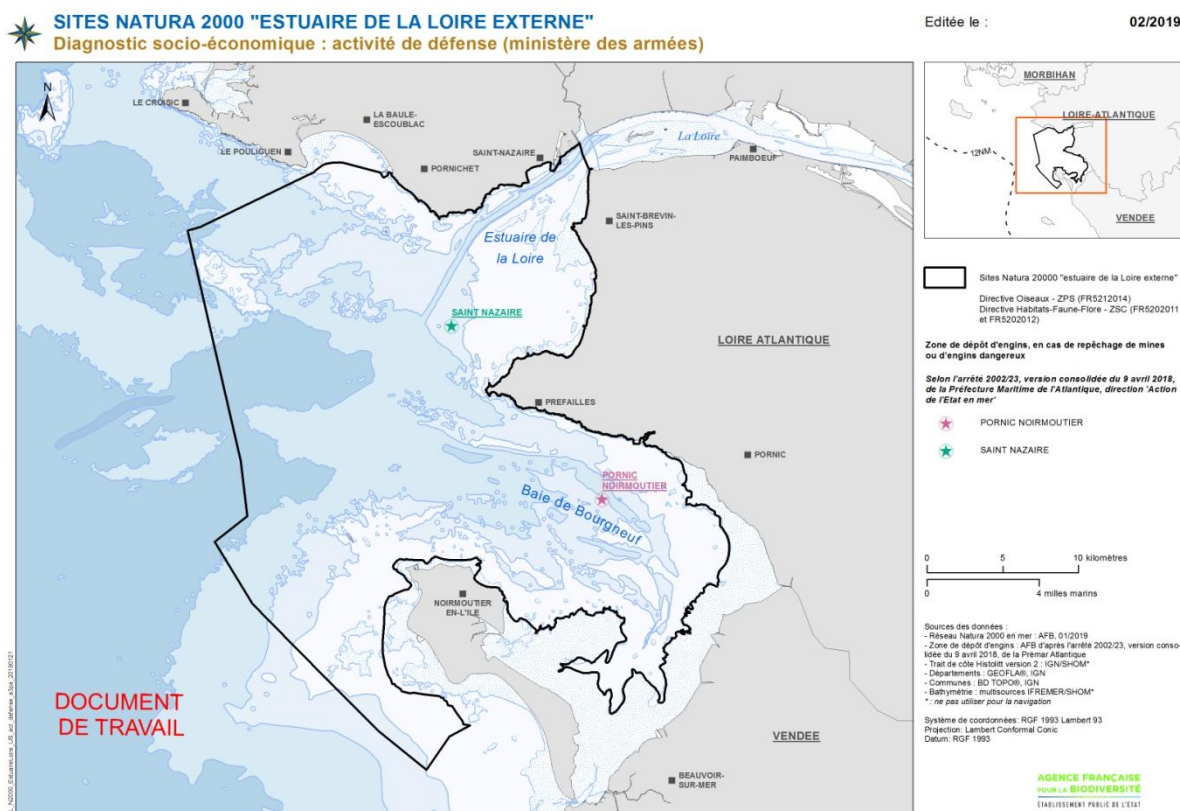 SITES NATURA 2000 "ESTUAIRE DE LA LOIRE EXTERNE"
Diagnostic socio-économique : activité de défense (ministère des armées)
Editée le : 02/2019
N
LE CROISIC
LA BAULE-
ESCOUBLAC
LE POULIGUEN
PORNICHET
SAINT-NAZAIRE
La Loire
PAIMBOEUF
SAINT-BREVIN-
LES-PINS
Estuaire de
la Loire
SAINT NAZAIRE
LOIRE ATLANTIQUE
PREFAILLES
PORNIC
PORNIC
NOIRMOUTIER
Baie de Bourgneuf
NOIRMOUTIER
EN-L'ILE
DOCUMENT
DE TRAVAIL
VENDEE
BEAUVOIR-
SUR-MER
MORBIHAN
LOIRE-ATLANTIQUE
12NM
VENDEE
Sites Natura 20000 "estuaire de la Loire externe"
Directive Oiseaux - ZPS (FR5212014)
Directive Habitats-Faune-Flore - ZSC (FR5202011
et FR5202012)
Zone de dépôt d'engins, en cas de repêchage de mines
ou d'engins dangereux
Selon l'arrêté 2002/23, version consolidée du 9 avril 2018,
de la Préfecture Maritime de l'Atlantique, direction 'Action
de l'Etat en mer'
PORNIC NOIRMOUTIER
SAINT NAZAIRE
0 5 10 kilomètres
0 4 milles marins
Sources des données :
- Réseau Natura 2000 en mer : AFB, 01/2019
- Zone de dépôt d'engins : AFB d'après l'arrêté 2002/23, version conso-
lidée du 9 avril 2018, de la Prémar Atlantique
- Trait de côte Histolitt version 2 : IGN/SHOM*
- Départements : GEOFLA®, IGN
- Communes : BD TOPO®, IGN
- Bathymétrie : multisources IFREMER/SHOM*
* : ne pas utiliser pour la navigation
Système de coordonnées: RGF 1993 Lambert 93
Projection: Lambert Conformal Conic
Datum: RGF 1993
AGENCE FRANÇAISE
POUR LA BIODIVERSITÉ
ÉTABLISSEMENT PUBLIC DE L'ÉTAT